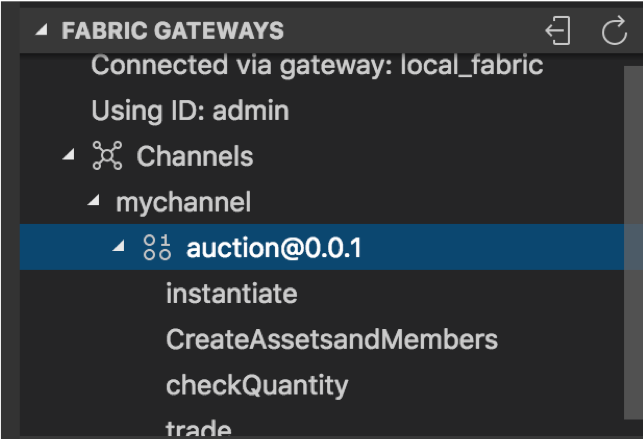 FABRIC GATEWAYS
Connected via gateway: local_fabric
Using ID: admin
Channels
mychannel
auction@0.0.1
instantiate
CreateAssetsandMembers
checkQuantity
trade